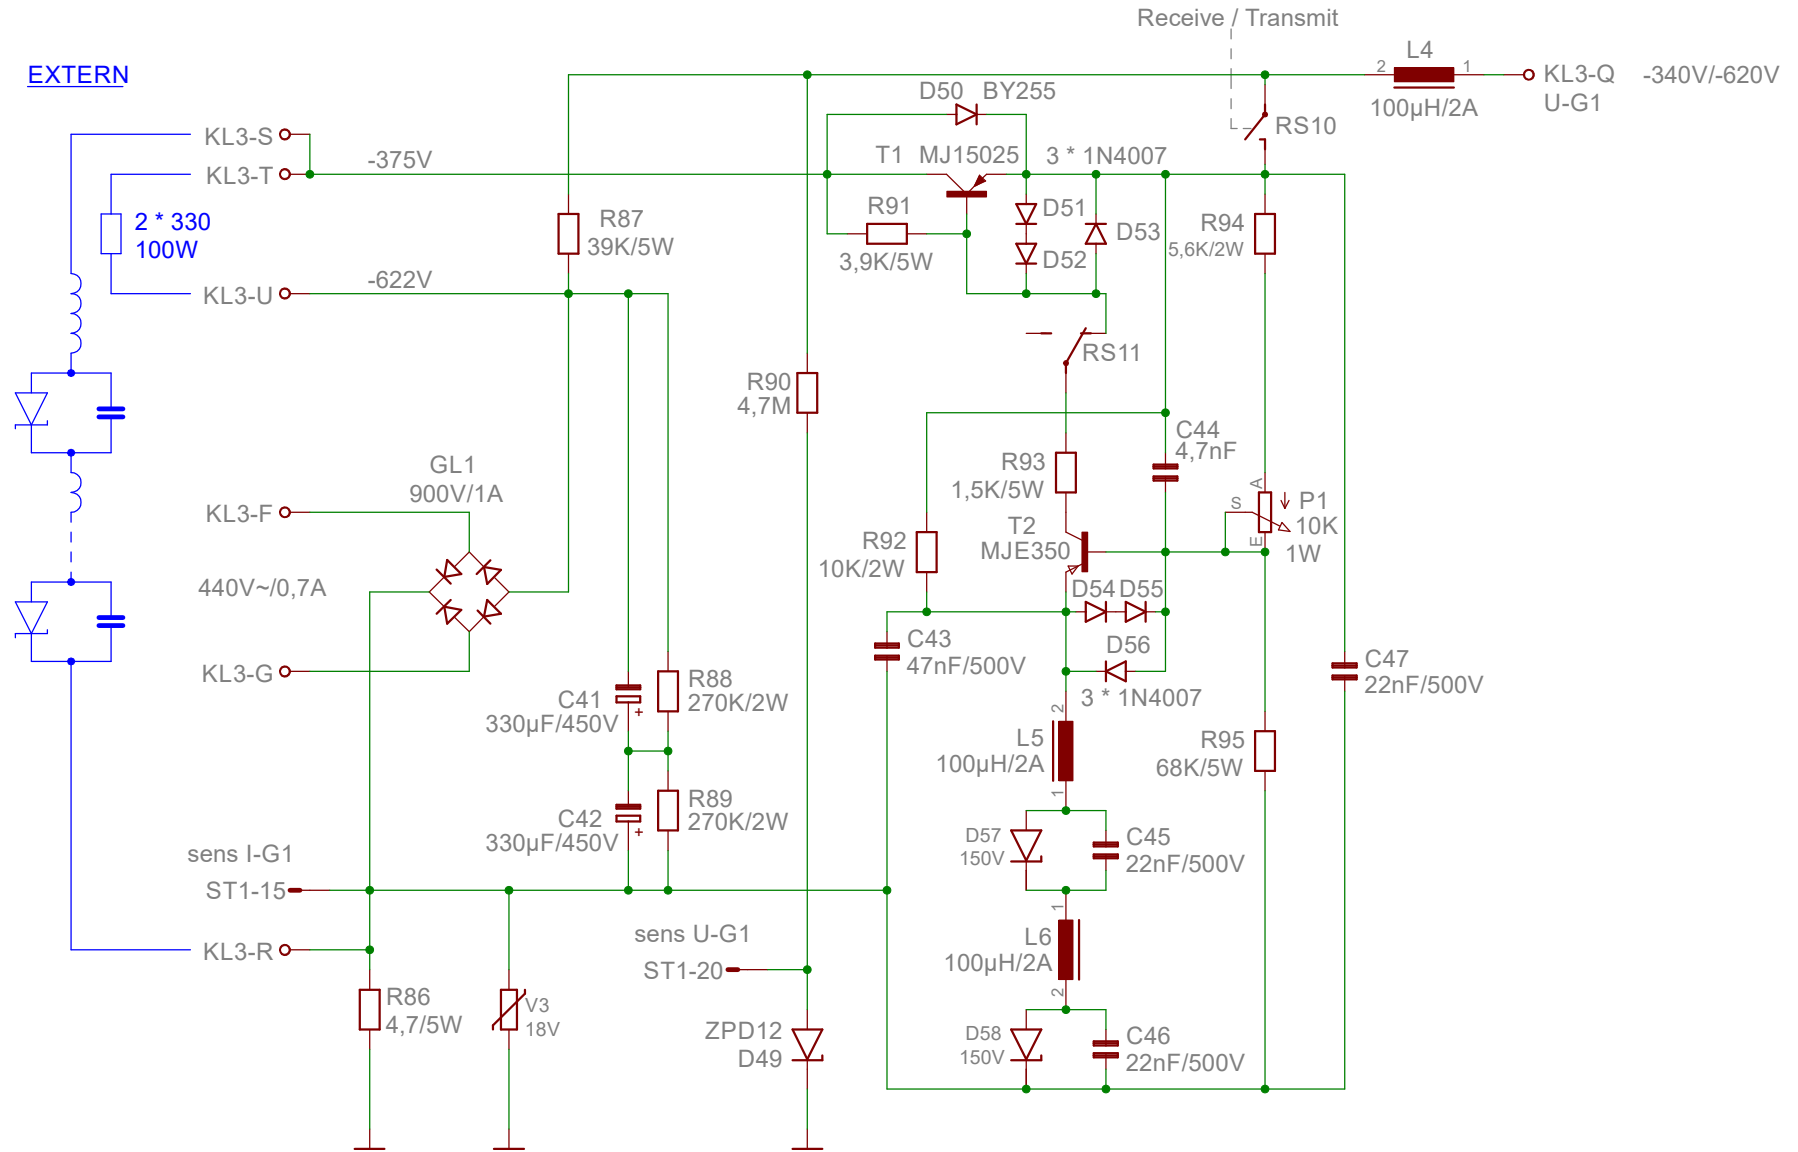 Receive / Transmit
EXTERN
L4
2
1
KL3-Q
-340V/-620V
100µH/2A
U-G1
D50 BY255
RS10
KL3-S
-375V
T1 MJ15025
3 * 1N4007
KL3-T
2 * 330
100W
R87
39K/5W
R91
3,9K/5W
D51
D52
D53
R94
5,6K/2W
KL3-U
-622V
RS11
R90
4,7M
C44
4,7nF
GL1
900V/1A
R93
1,5K/5W
A
S
P1
10K
1W
E
KL3-F
T2
MJE350
R92
10K/2W
440V~/0,7A
D54
D55
C43
47nF/500V
D56
3 * 1N4007
C47
22nF/500V
KL3-G
C41
330µF/450V
+
R88
270K/2W
2
L5
100µH/2A
1
R95
68K/5W
C42
330µF/450V
+
R89
270K/2W
D57
150V
C45
22nF/500V
sens I-G1
ST1-15
1
L6
100µH/2A
2
sens U-G1
ST1-20
KL3-R
R86
4,7/5W
V3
18V
ZPD12
D49
D58
150V
C46
22nF/500V